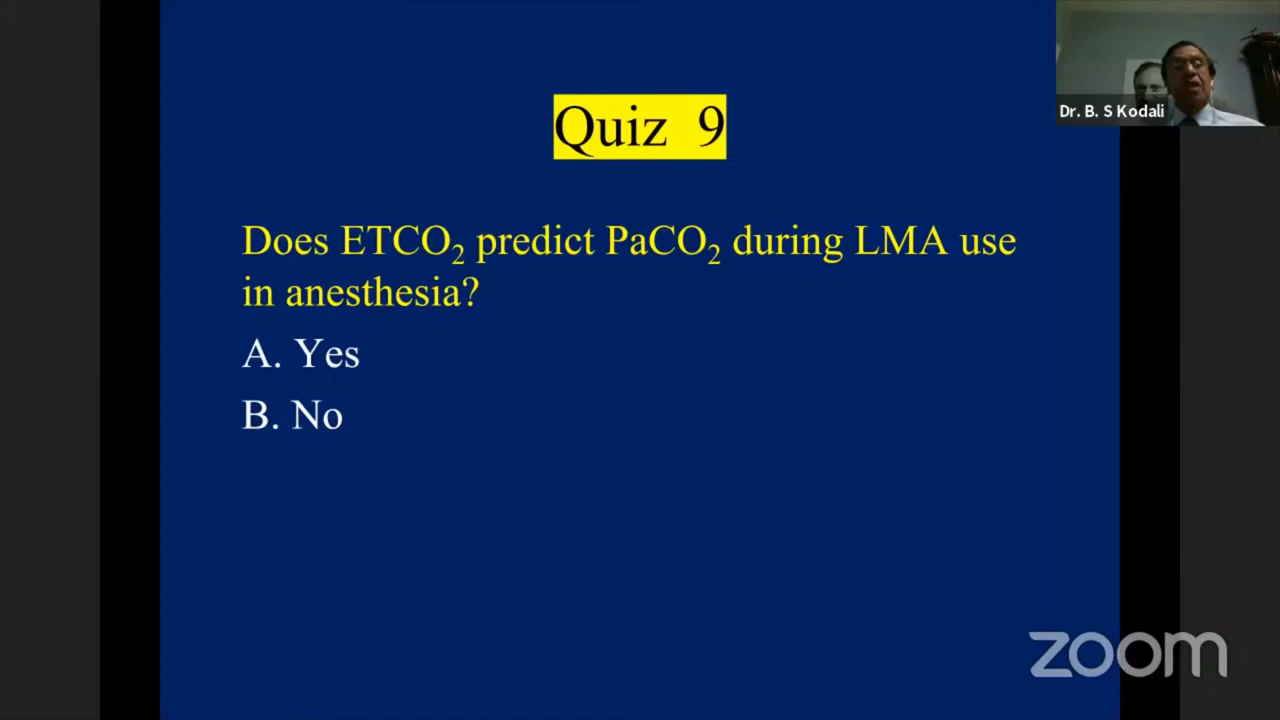 Dr. B. S Kodali
Quiz 9
Does ETCO₂ predict PaCO₂ during LMA use
in anesthesia?
A. Yes
B. No
zoom